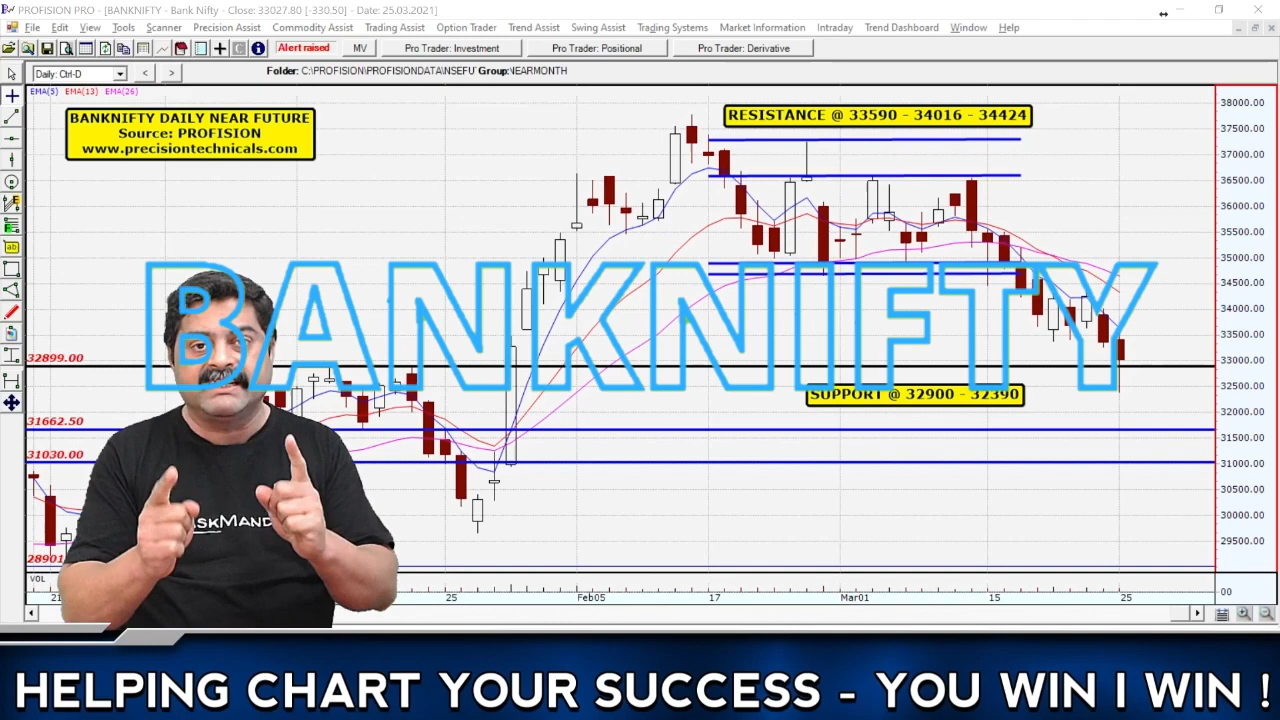 PROFISION PRO - [BANKNIFTY - Bank Nifty - Close: 33027.80 [-330.50] - Date: 25.03.2021]
File Edit View Tools Scanner Precision Assist Commodity Assist Trading Assist Option Trader Trend Assist Swing Assist Trading Systems Market Information Intraday Trend Dashboard Window Help
Alert raised MV Pro Trader: Investment Pro Trader: Positional Pro Trader: Derivative
Daily: Ctrl-D < > Folder: C:\PROFISION\PROFISIONDATA\NSEFUT Group: NEARMONTH
EMA(5) EMA(13) EMA(26)
BANKNIFTY DAILY NEAR FUTURE
Source: PROFISION
www.precisiontechnicals.com
RESISTANCE @ 33590 - 34016 - 34424
38000.00
37500.00
37000.00
36500.00
36000.00
35500.00
35000.00
34500.00
34000.00
33500.00
33000.00
32500.00
32000.00
31500.00
31000.00
30500.00
30000.00
29500.00
BANKNIFTY
32899.00
SUPPORT @ 32900 - 32390
31662.50
31030.00
28901
VOL
00
25 Feb05 17 Mar01 15 25
HELPING CHART YOUR SUCCESS - YOU WIN I WIN !